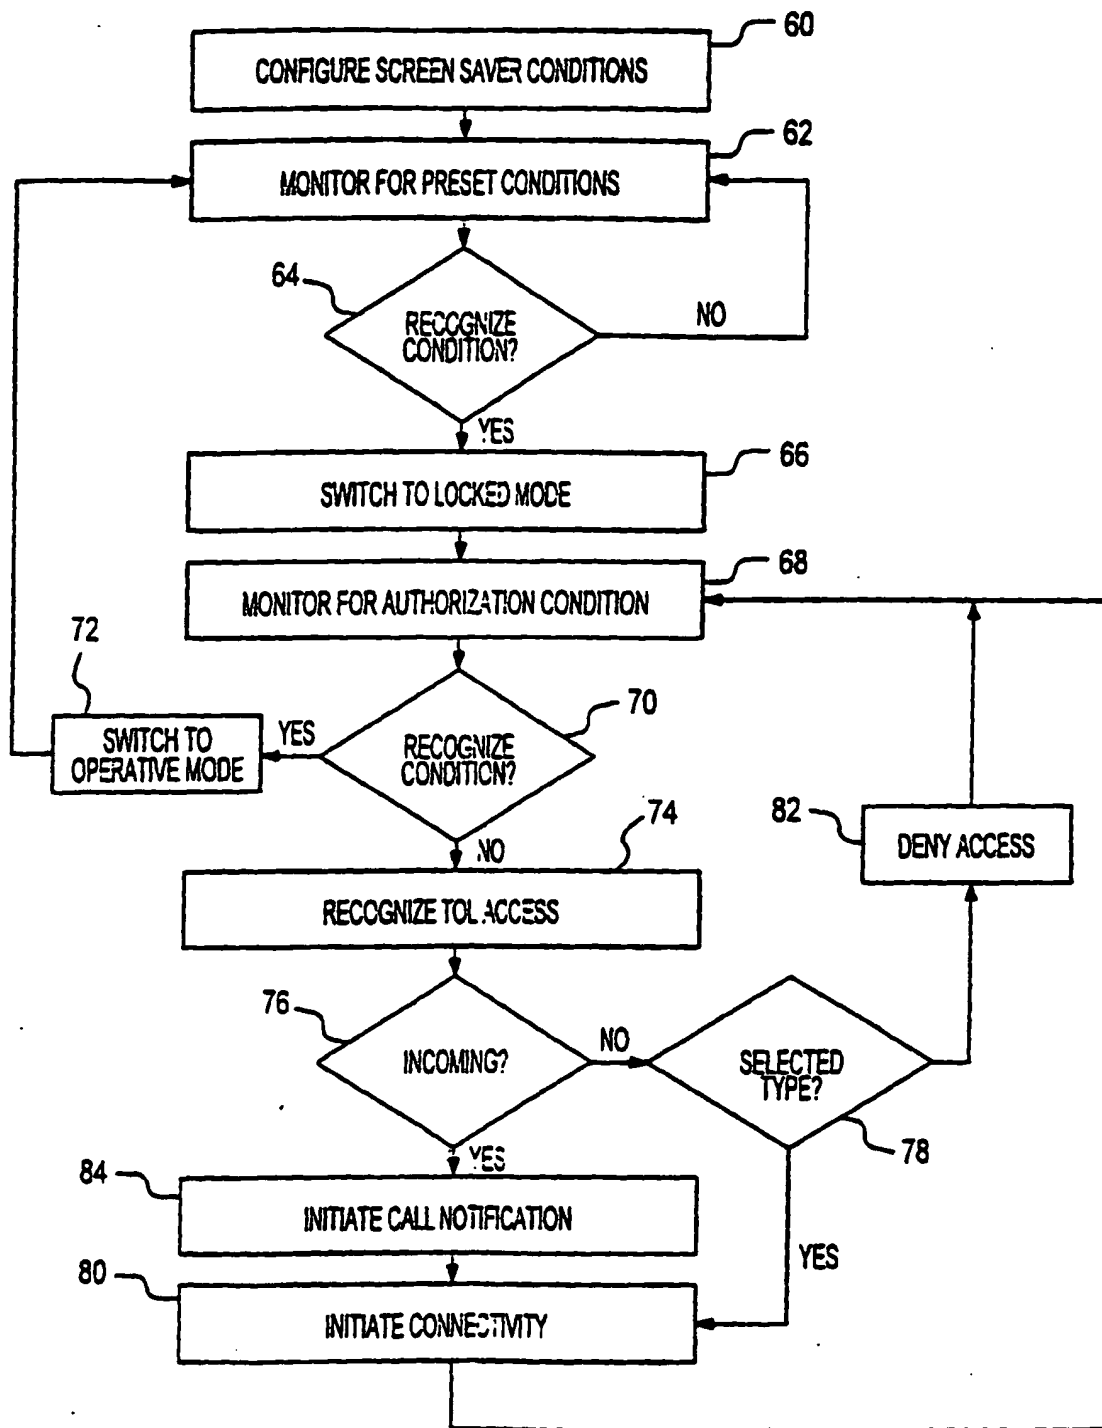 60
CONFIGURE SCREEN SAVER CONDITIONS
62
MONITOR FOR PRESET CONDITIONS
64
RECOGNIZE
CONDITION?
NO
YES
66
SWITCH TO LOCKED MODE
68
MONITOR FOR AUTHORIZATION CONDITION
72
SWITCH TO
OPERATIVE MODE
YES
70
RECOGNIZE
CONDITION?
NO
74
RECOGNIZE TOL ACCESS
82
DENY ACCESS
76
INCOMING?
NO
SELECTED
TYPE?
78
YES
84
INITIATE CALL NOTIFICATION
YES
80
INITIATE CONNECTIVITY